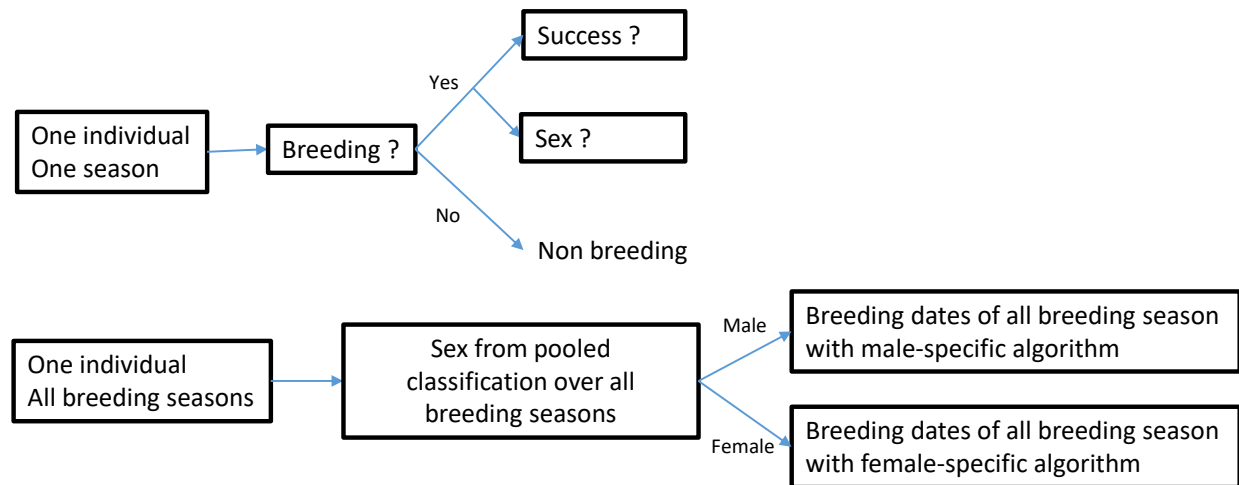 Success ?
Yes
One individual
One season
Breeding ?
Sex ?
No
Non breeding
Male
Breeding dates of all breeding season
with male-specific algorithm
One individual
All breeding seasons
Sex from pooled
classification over all
breeding seasons
Female
Breeding dates of all breeding season
with female-specific algorithm